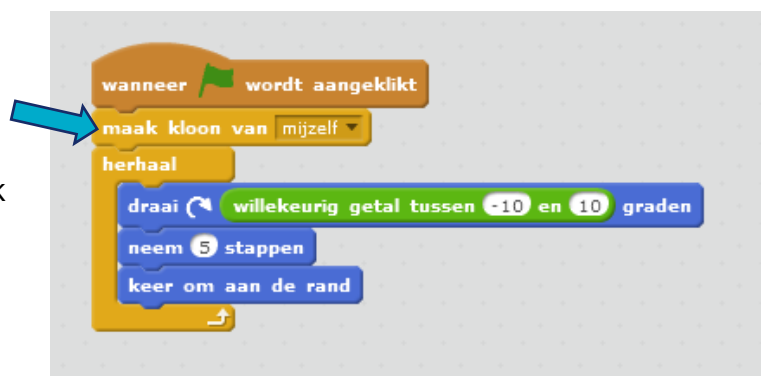 wanneer wordt aangeklikt
maak kloon van mijzelf
herhaal
k
draai willekeurig getal tussen -10 en 10 graden
neem 5 stappen
keer om aan de rand